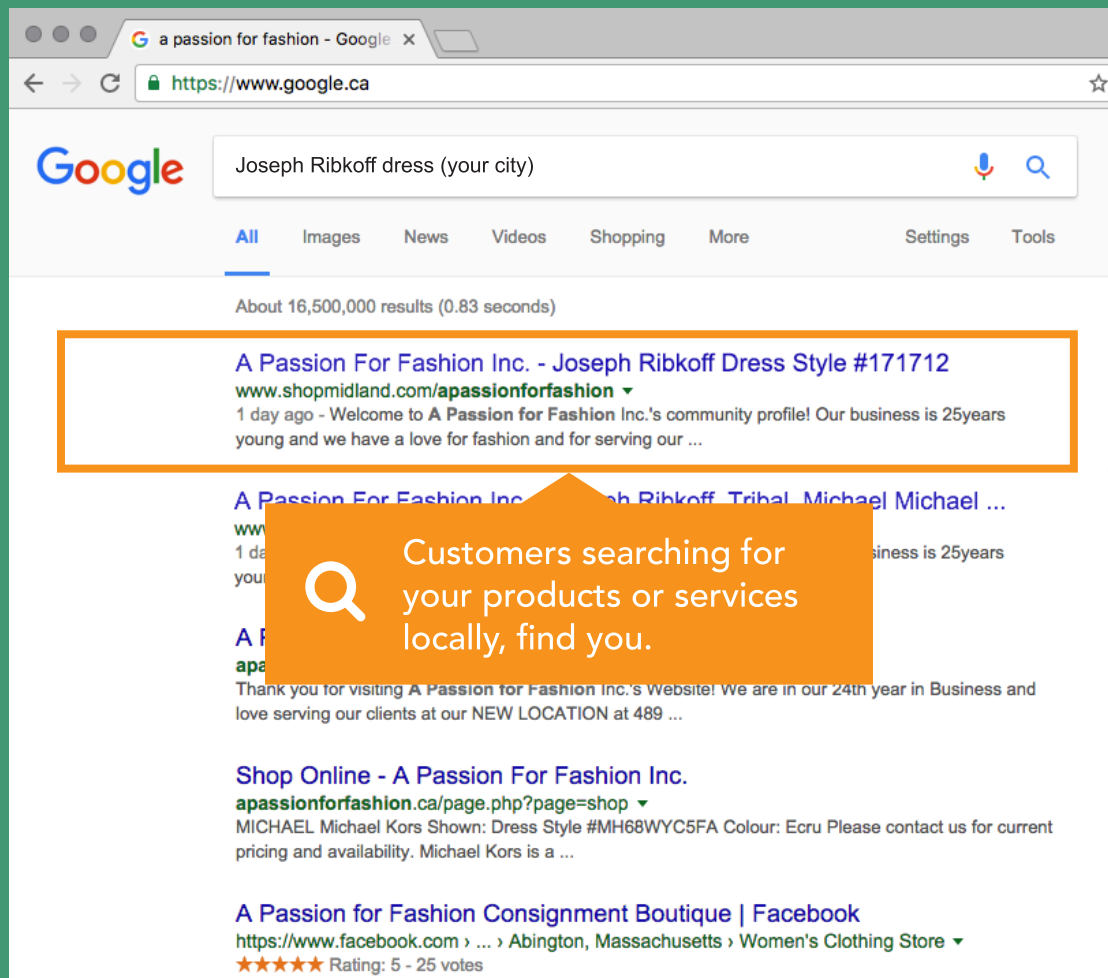 a passion for fashion - Google
https://www.google.ca
Google
Joseph Ribkoff dress (your city)
All Images News Videos Shopping More Settings Tools
About 16,500,000 results (0.83 seconds)
A Passion For Fashion Inc. - Joseph Ribkoff Dress Style #171712
www.shopmidland.com/apassionforfashion
1 day ago - Welcome to A Passion for Fashion Inc.'s community profile! Our business is 25years
young and we have a love for fashion and for serving our ...
A Passion For Fashion Inc Ribkoff, Tribal, Michael Michael ...
25years
Customers searching for
your products or services
locally, find you.
Thank you for visiting A Passion for Fashion Inc.'s Website! We are in our 24th year in Business and
love serving our clients at our NEW LOCATION at 489 ...
Shop Online - A Passion For Fashion Inc.
apassionforfashion.ca/page.php?page=shop
MICHAEL Michael Kors Shown: Dress Style #MH68WYC5FA Colour: Ecru Please contact us for current
pricing and availability. Michael Kors is a ...
A Passion for Fashion Consignment Boutique | Facebook
https://www.facebook.com › ... › Abington, Massachusetts › Women's Clothing Store
Rating: 5 - 25 votes